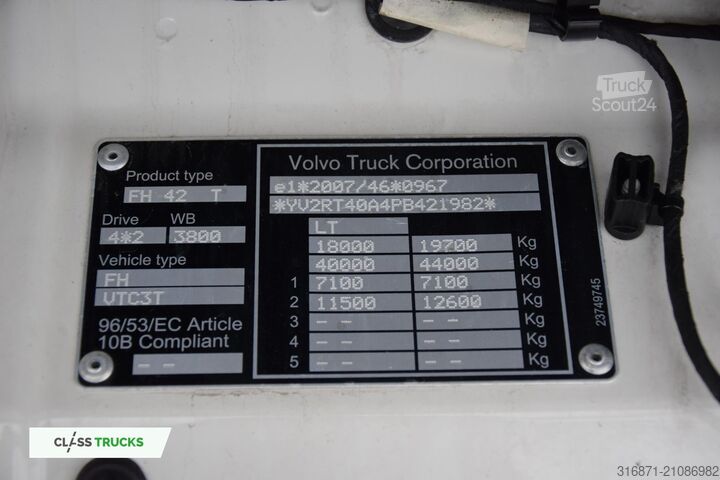 Truck
Scout24
Volvo Truck Corporation
Product type
FH 42 T
Drive WB
4*2 3800
Vehicle type
FH
VTC3T
96/53/EC Article
10B Compliant
-- --
e1*2007/46*0967
*YV2RT40A4PB421982*
LT
18000 19700 Kg
40000 44000 Kg
1 7100 7100 Kg
2 11500 12600 Kg
3 -- -- -- -- Kg
4 -- -- -- -- Kg
5 -- -- -- -- Kg
23749745
CLASSTRUCKS
316871-21086982